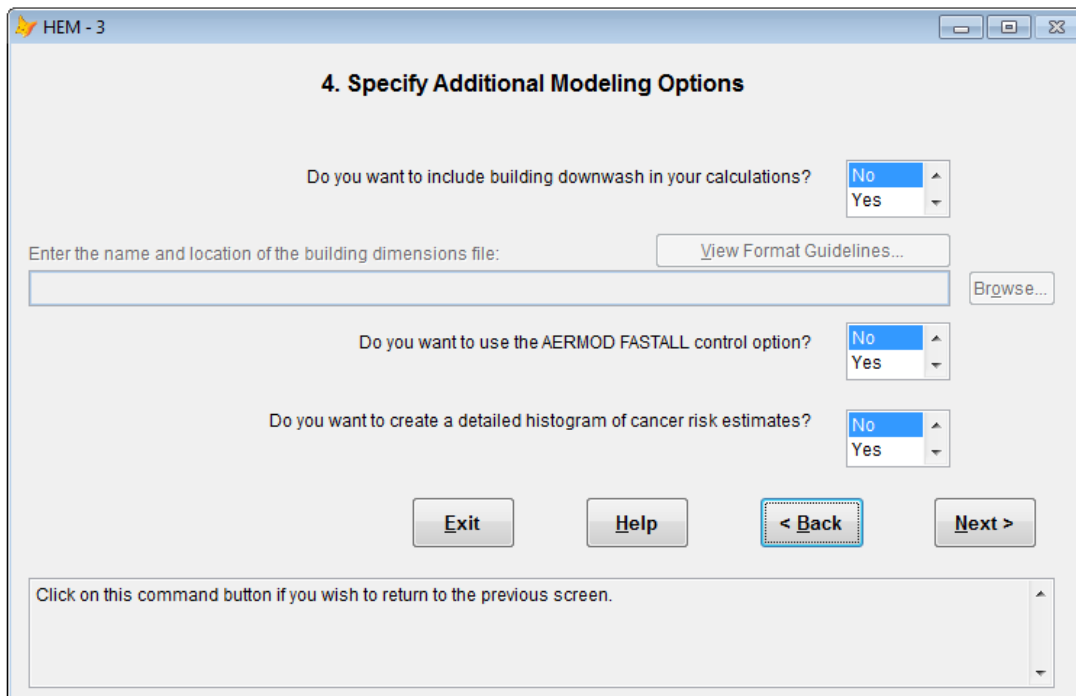 HEM - 3
4. Specify Additional Modeling Options
Do you want to include building downwash in your calculations?
No
Yes
Enter the name and location of the building dimensions file:
View Format Guidelines...
Browse...
Do you want to use the AERMOD FASTALL control option?
No
Yes
Do you want to create a detailed histogram of cancer risk estimates?
No
Yes
Exit Help < Back Next >
Click on this command button if you wish to return to the previous screen.